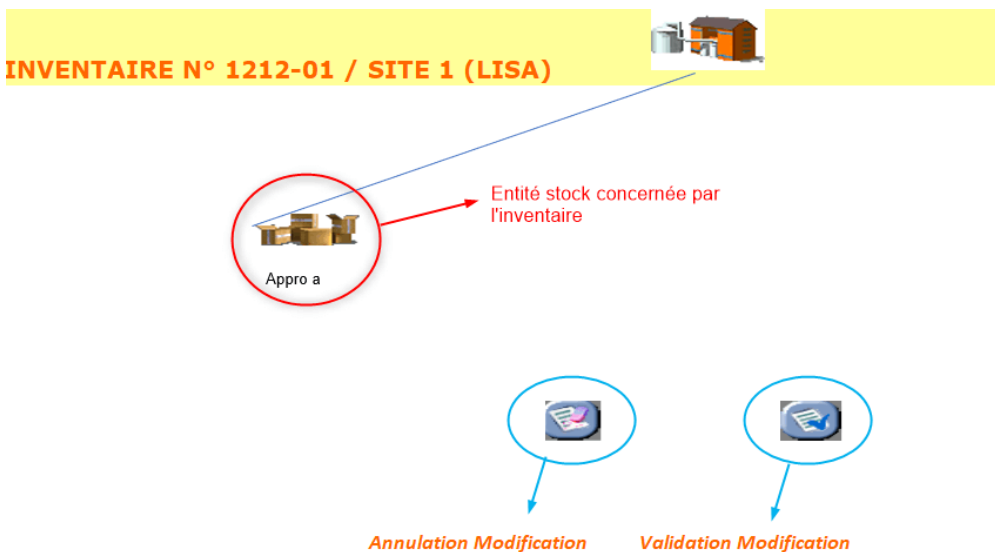 INVENTAIRE N° 1212-01 / SITE 1 (LISA)
Entité stock concernée par
l'inventaire
Appro a
Annulation Modification
Validation Modification